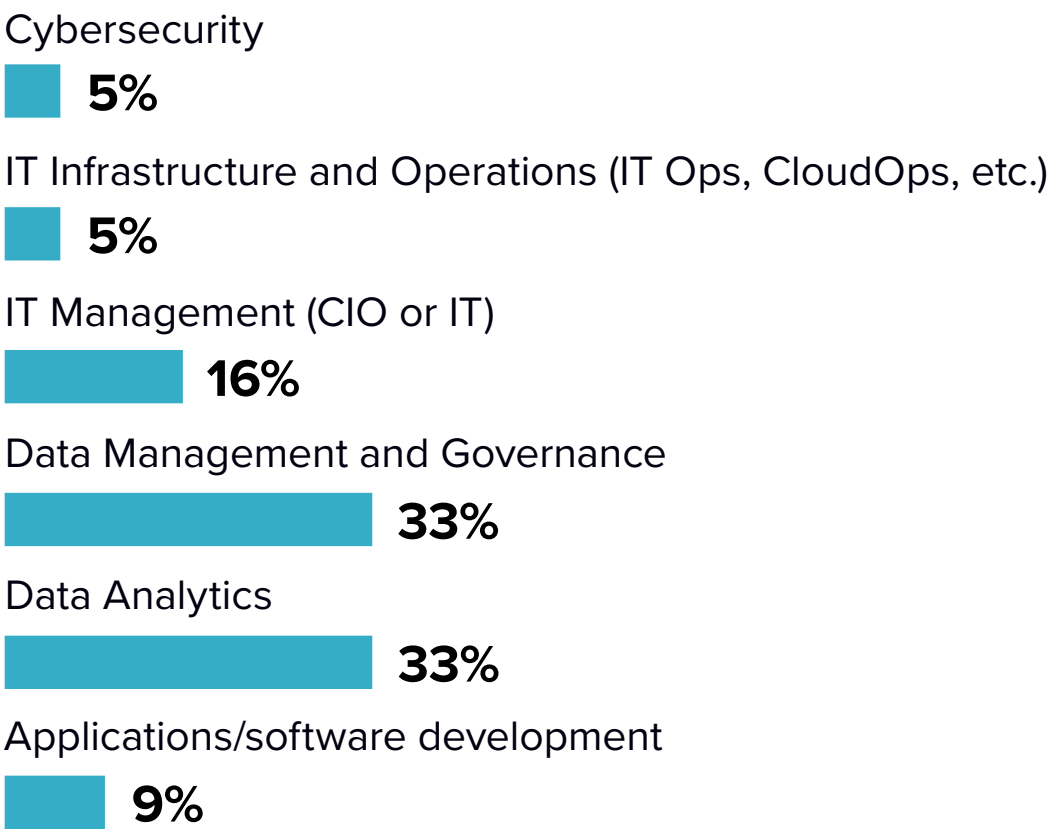 Cybersecurity
5%
IT Infrastructure and Operations (IT Ops, CloudOps, etc.)
5%
IT Management (CIO or IT)
16%
Data Management and Governance
33%
Data Analytics
33%
Applications/software development
9%